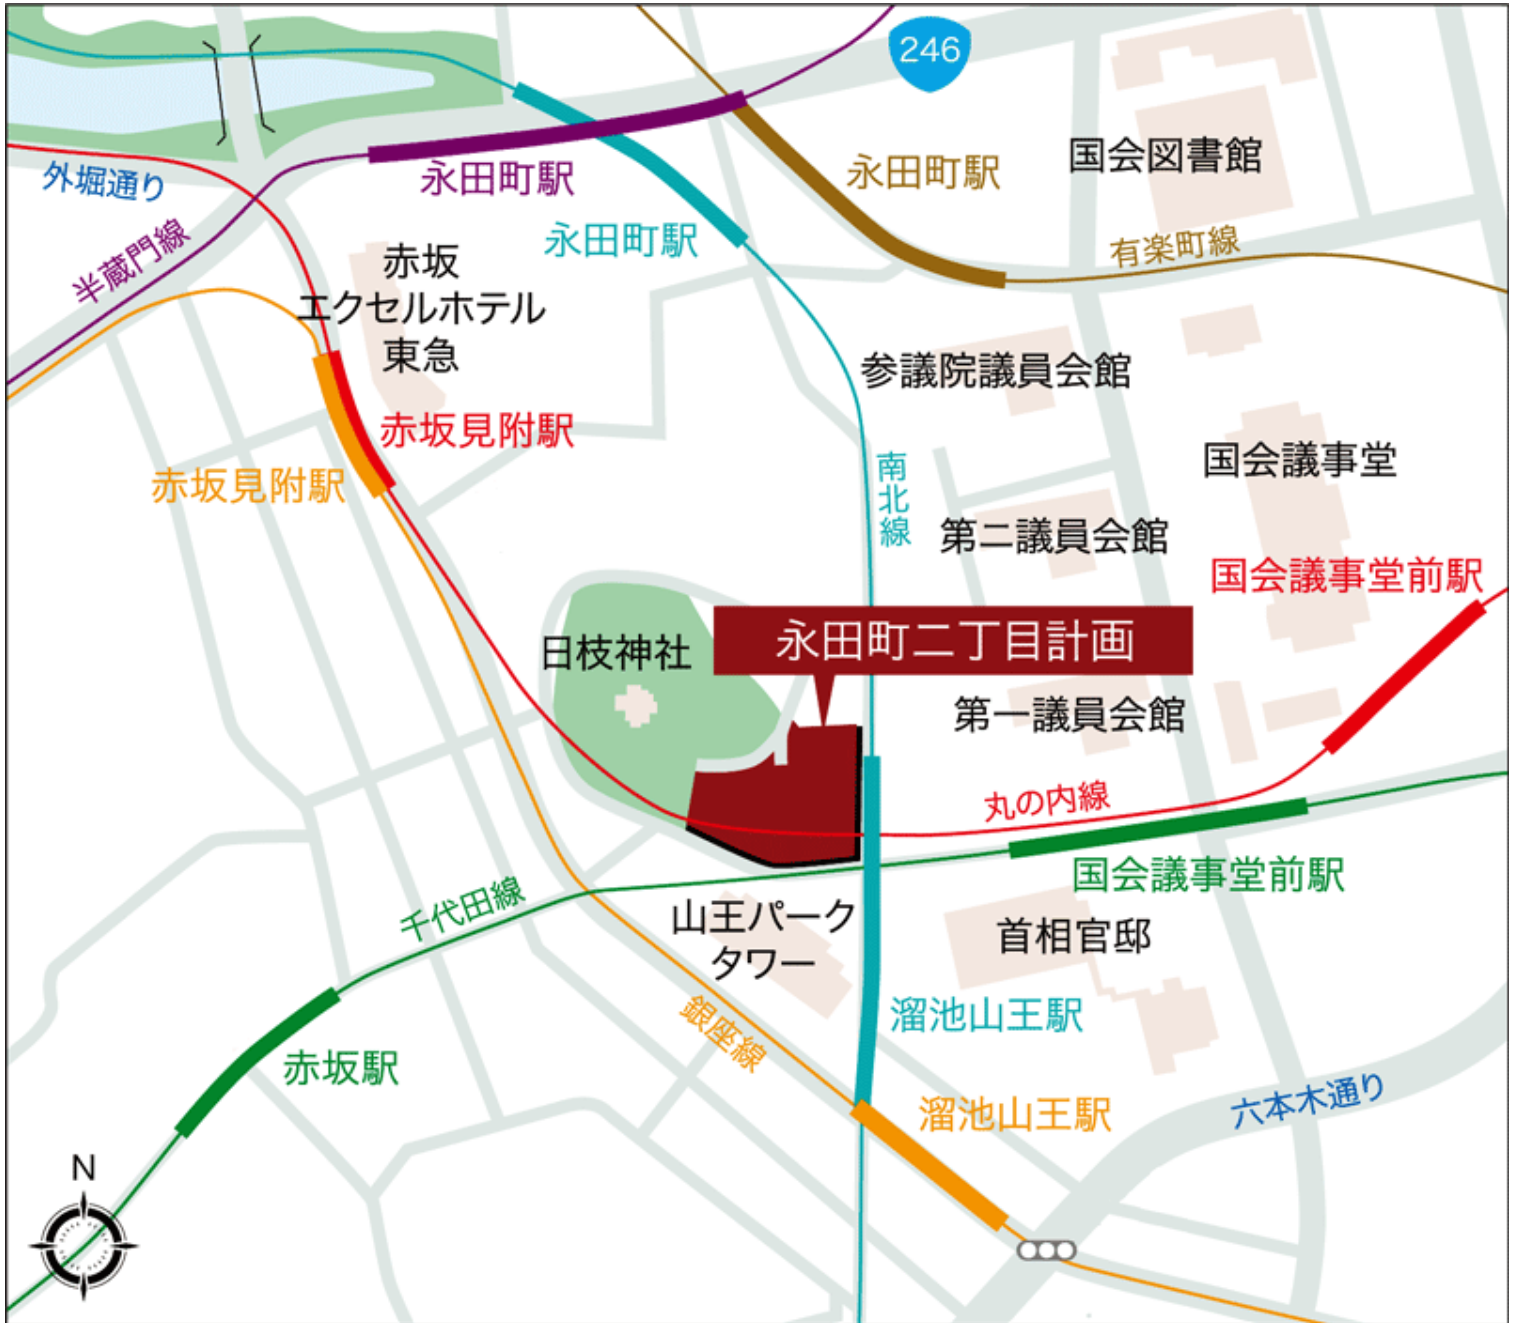 246
国会図書館
永田町駅
永田町駅
外堀通り
永田町駅
半蔵門線
有楽町線
赤坂
エクセルホテル
東急
参議院議員会館
赤坂見附駅
赤坂見附駅
国会議事堂
南北線
第二議員会館
国会議事堂前駅
日枝神社
永田町二丁目計画
第一議員会館
丸の内線
国会議事堂前駅
千代田線
山王パーク
タワー
首相官邸
銀座線
溜池山王駅
赤坂駅
溜池山王駅
六本木通り
N